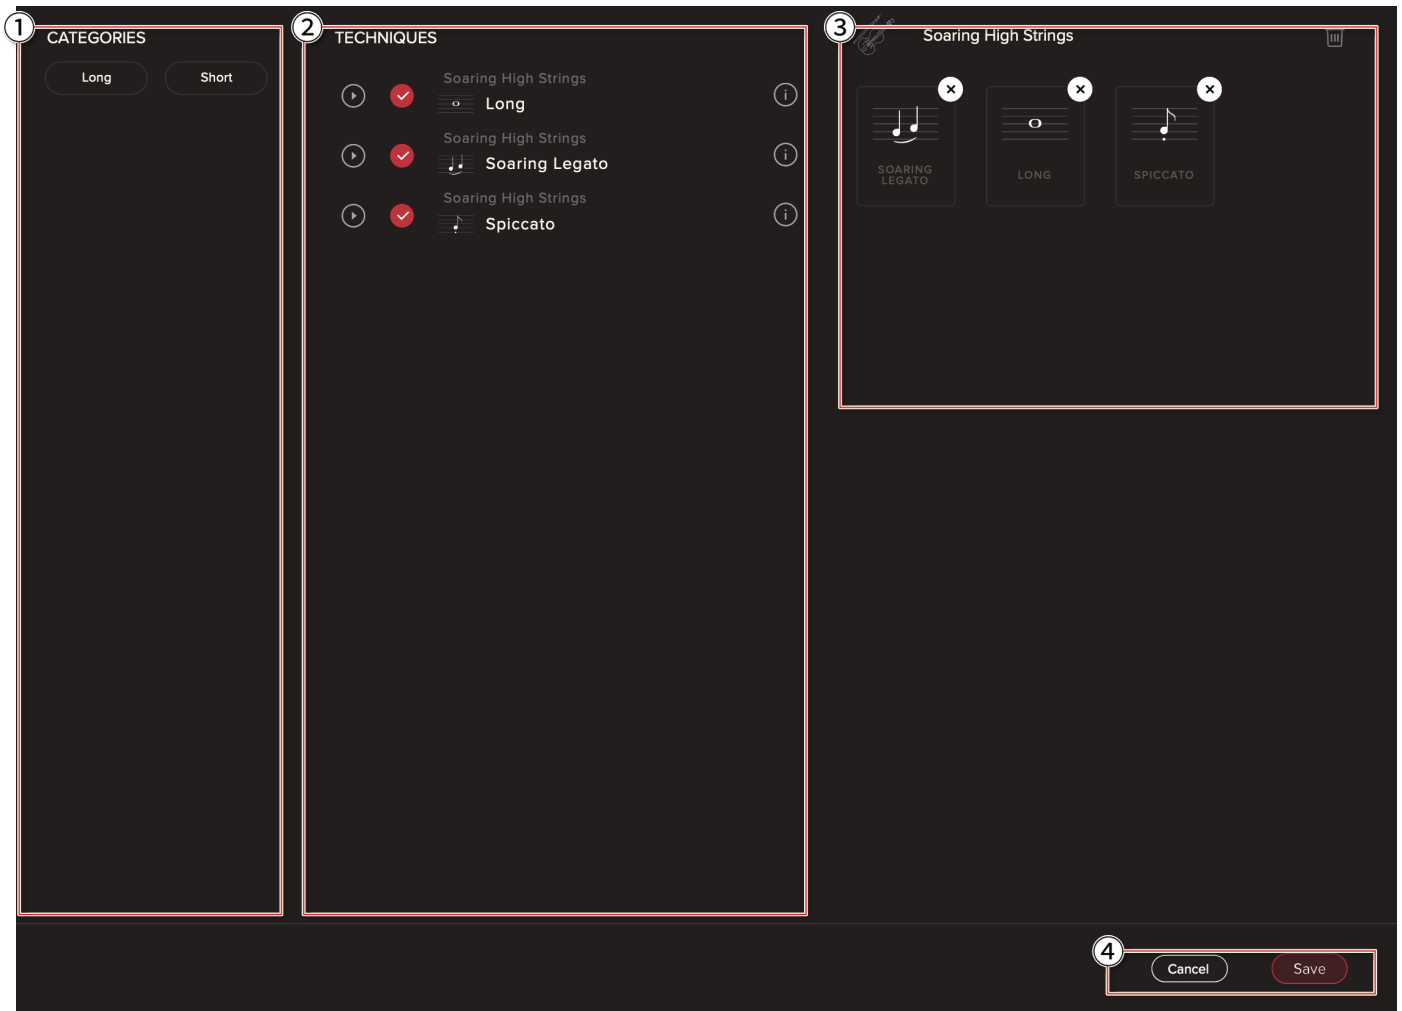 1
CATEGORIES
Long
Short
2
TECHNIQUES
Soaring High Strings
Long
Soaring High Strings
Soaring Legato
Soaring High Strings
Spiccato
3
Soaring High Strings
SOARING
LEGATO
LONG
SPICCATO
4
Cancel
Save